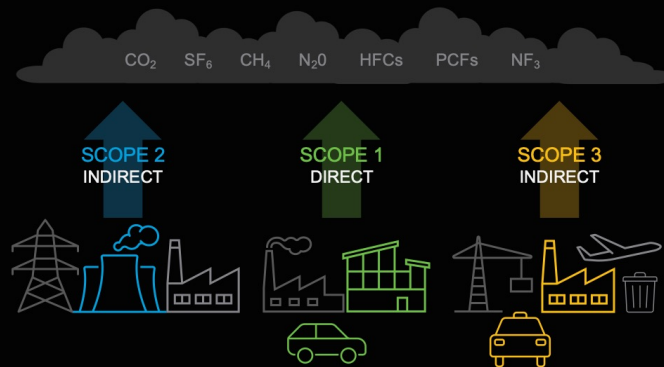 CO₂ SF₆ CH₄ N₂0 HFCs PCFs NF₃
SCOPE 2
INDIRECT
SCOPE 1
DIRECT
SCOPE 3
INDIRECT